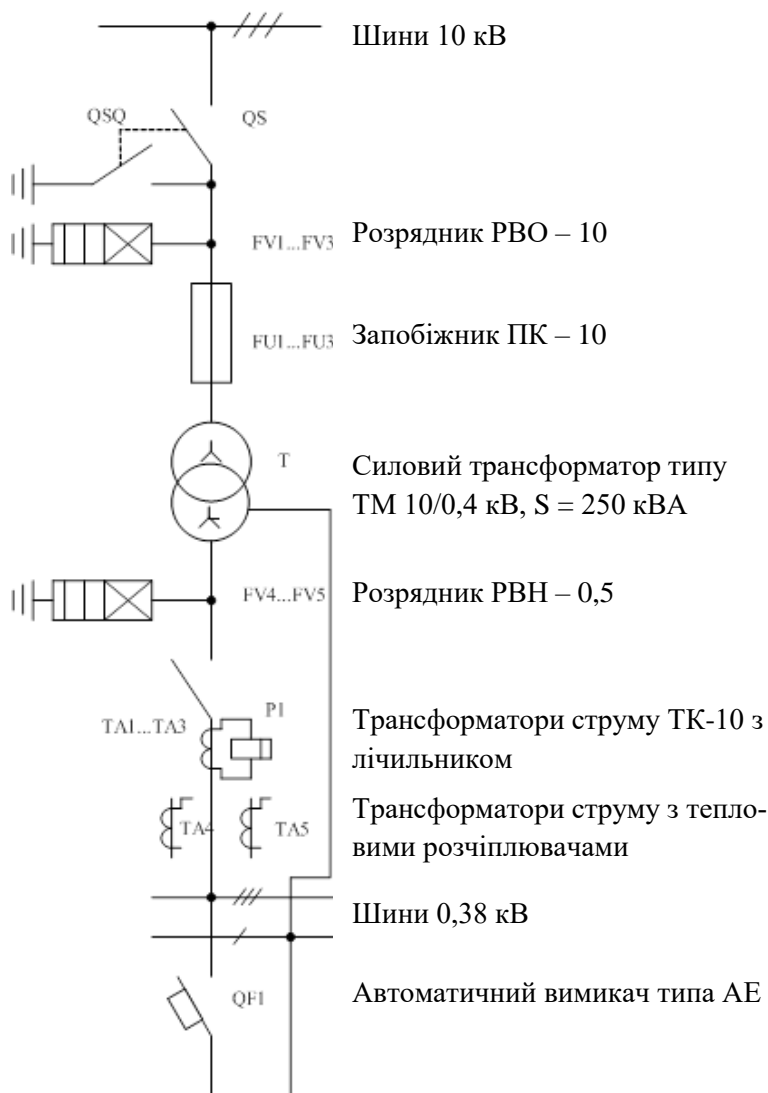 Шини 10 кВ
QSQ QS
FV1...FV3 Розрядник РВО – 10
FU1...FU3 Запобіжник ПК – 10
T Силовий трансформатор типу
ТМ 10/0,4 кВ, S = 250 кВА
FV4...FV5 Розрядник РВН – 0,5
P1
TA1...TA3 Трансформатори струму ТК-10 з
лічильником
TA4 TA5 Трансформатори струму з тепло-
вими розчіплювачами
Шини 0,38 кВ
QF1 Автоматичний вимикач типа АЕ